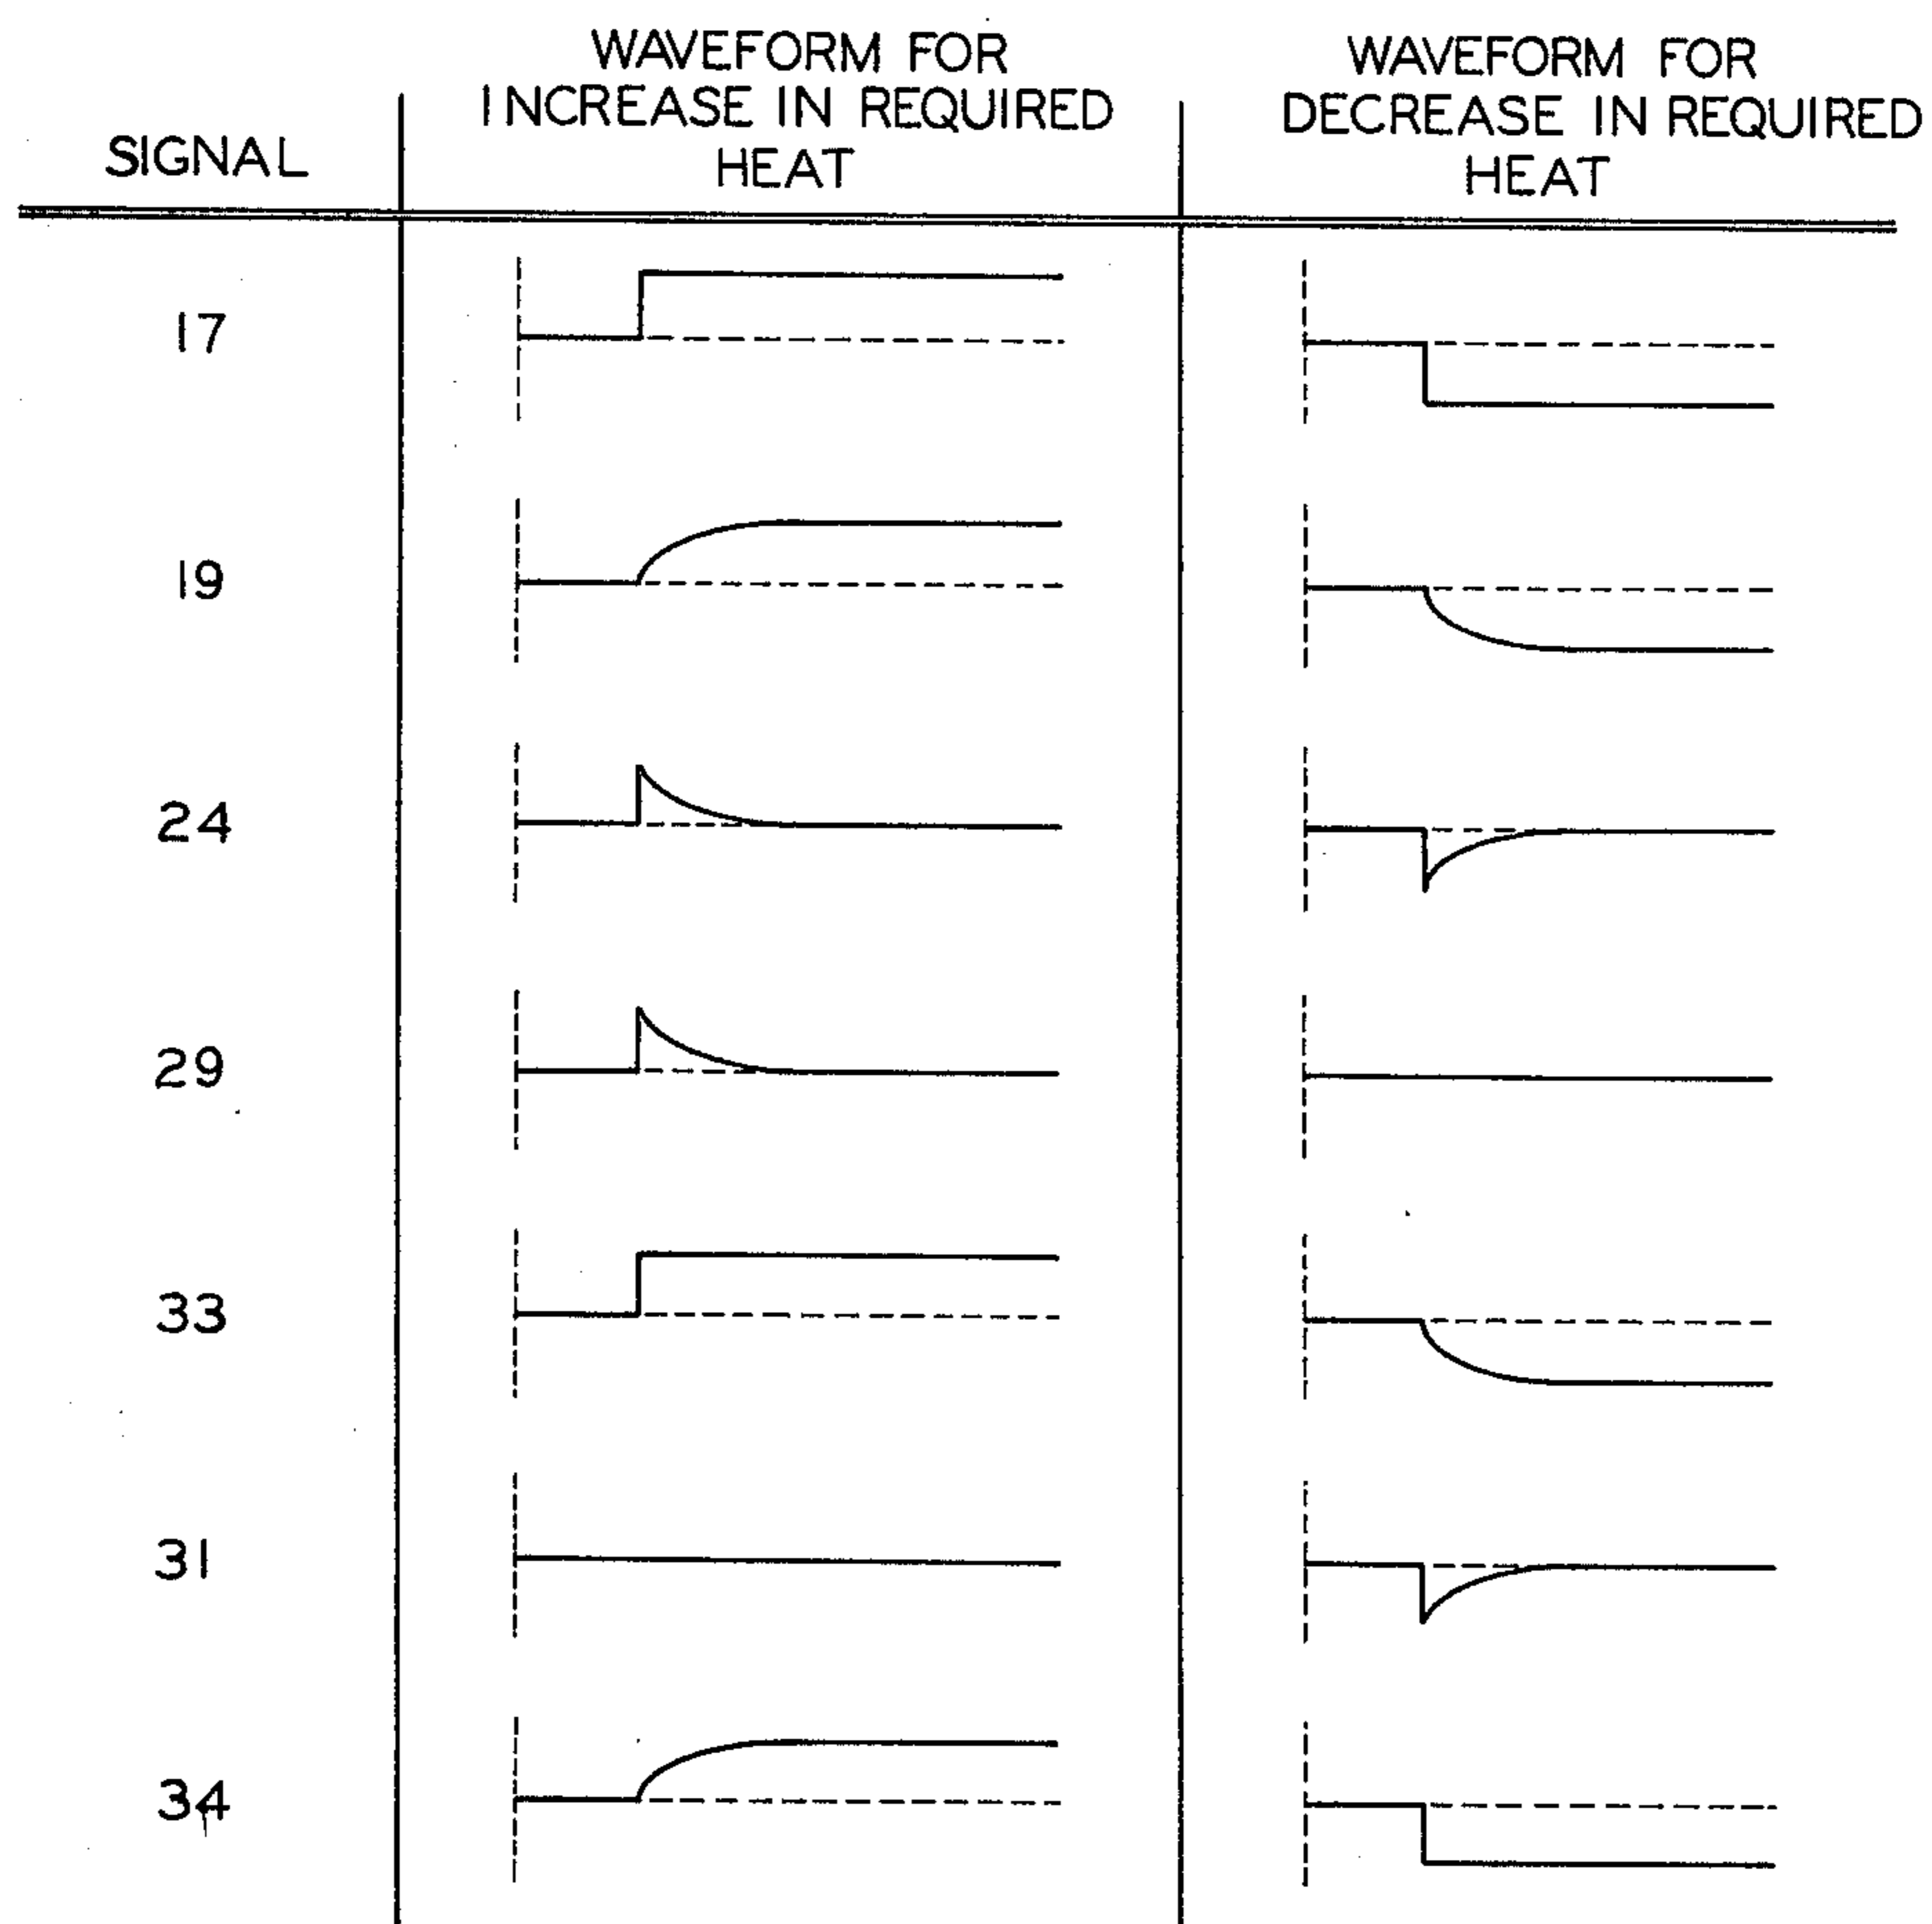 SIGNAL
WAVEFORM FOR
INCREASE IN REQUIRED
HEAT
WAVEFORM FOR
DECREASE IN REQUIRED
HEAT
17
19
24
29
33
31
34